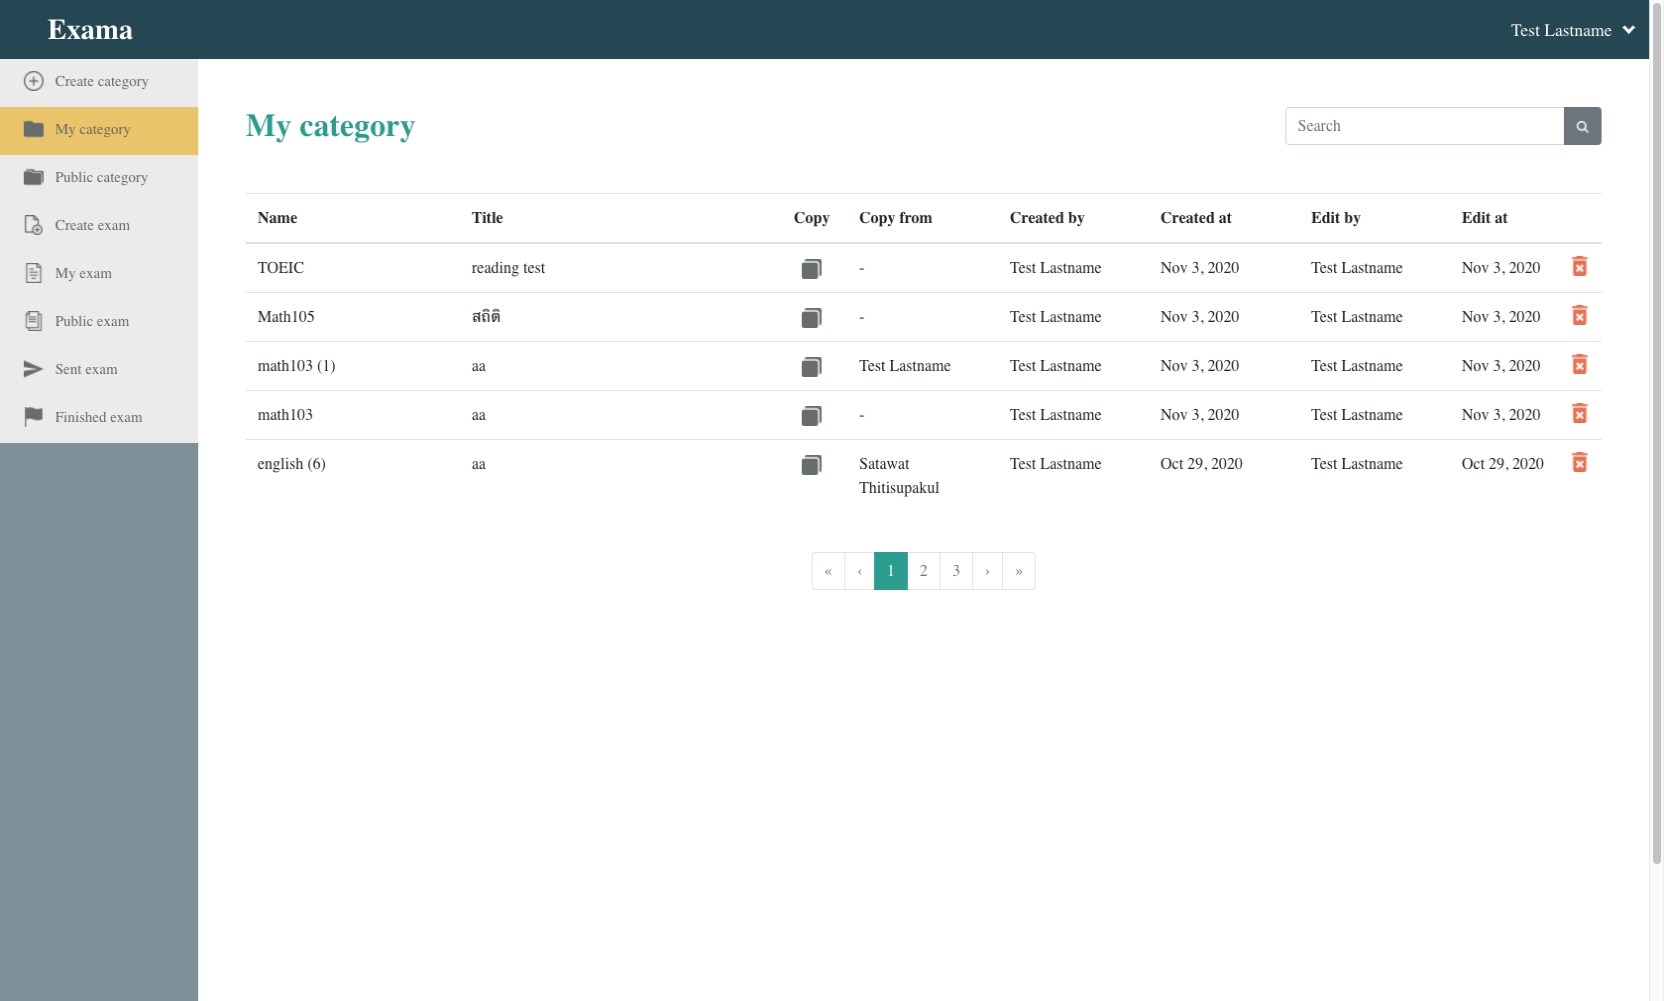 Exama
Test Lastname
Create category
My category
Public category
Create exam
My exam
Public exam
Sent exam
Finished exam
My category
Search
Name Title Copy Copy from Created by Created at Edit by Edit at
TOEIC reading test - Test Lastname Nov 3, 2020 Test Lastname Nov 3, 2020
Math105 สถิติ - Test Lastname Nov 3, 2020 Test Lastname Nov 3, 2020
math103 (1) aa Test Lastname Test Lastname Nov 3, 2020 Test Lastname Nov 3, 2020
math103 aa - Test Lastname Nov 3, 2020 Test Lastname Nov 3, 2020
english (6) aa Satawat Test Lastname Oct 29, 2020 Test Lastname Oct 29, 2020
Thitisupakul
« ‹ 1 2 3 › »